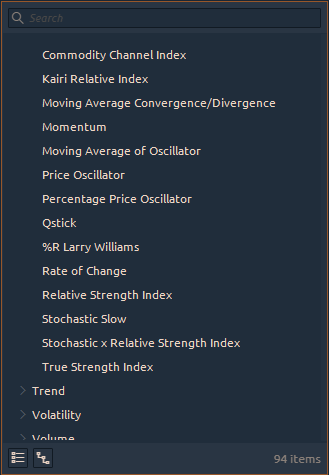 Search
Commodity Channel Index
Kairi Relative Index
Moving Average Convergence/Divergence
Momentum
Moving Average of Oscillator
Price Oscillator
Percentage Price Oscillator
Qstick
%R Larry Williams
Rate of Change
Relative Strength Index
Stochastic Slow
Stochastic x Relative Strength Index
True Strength Index
Trend
Volatility
Volume
94 items